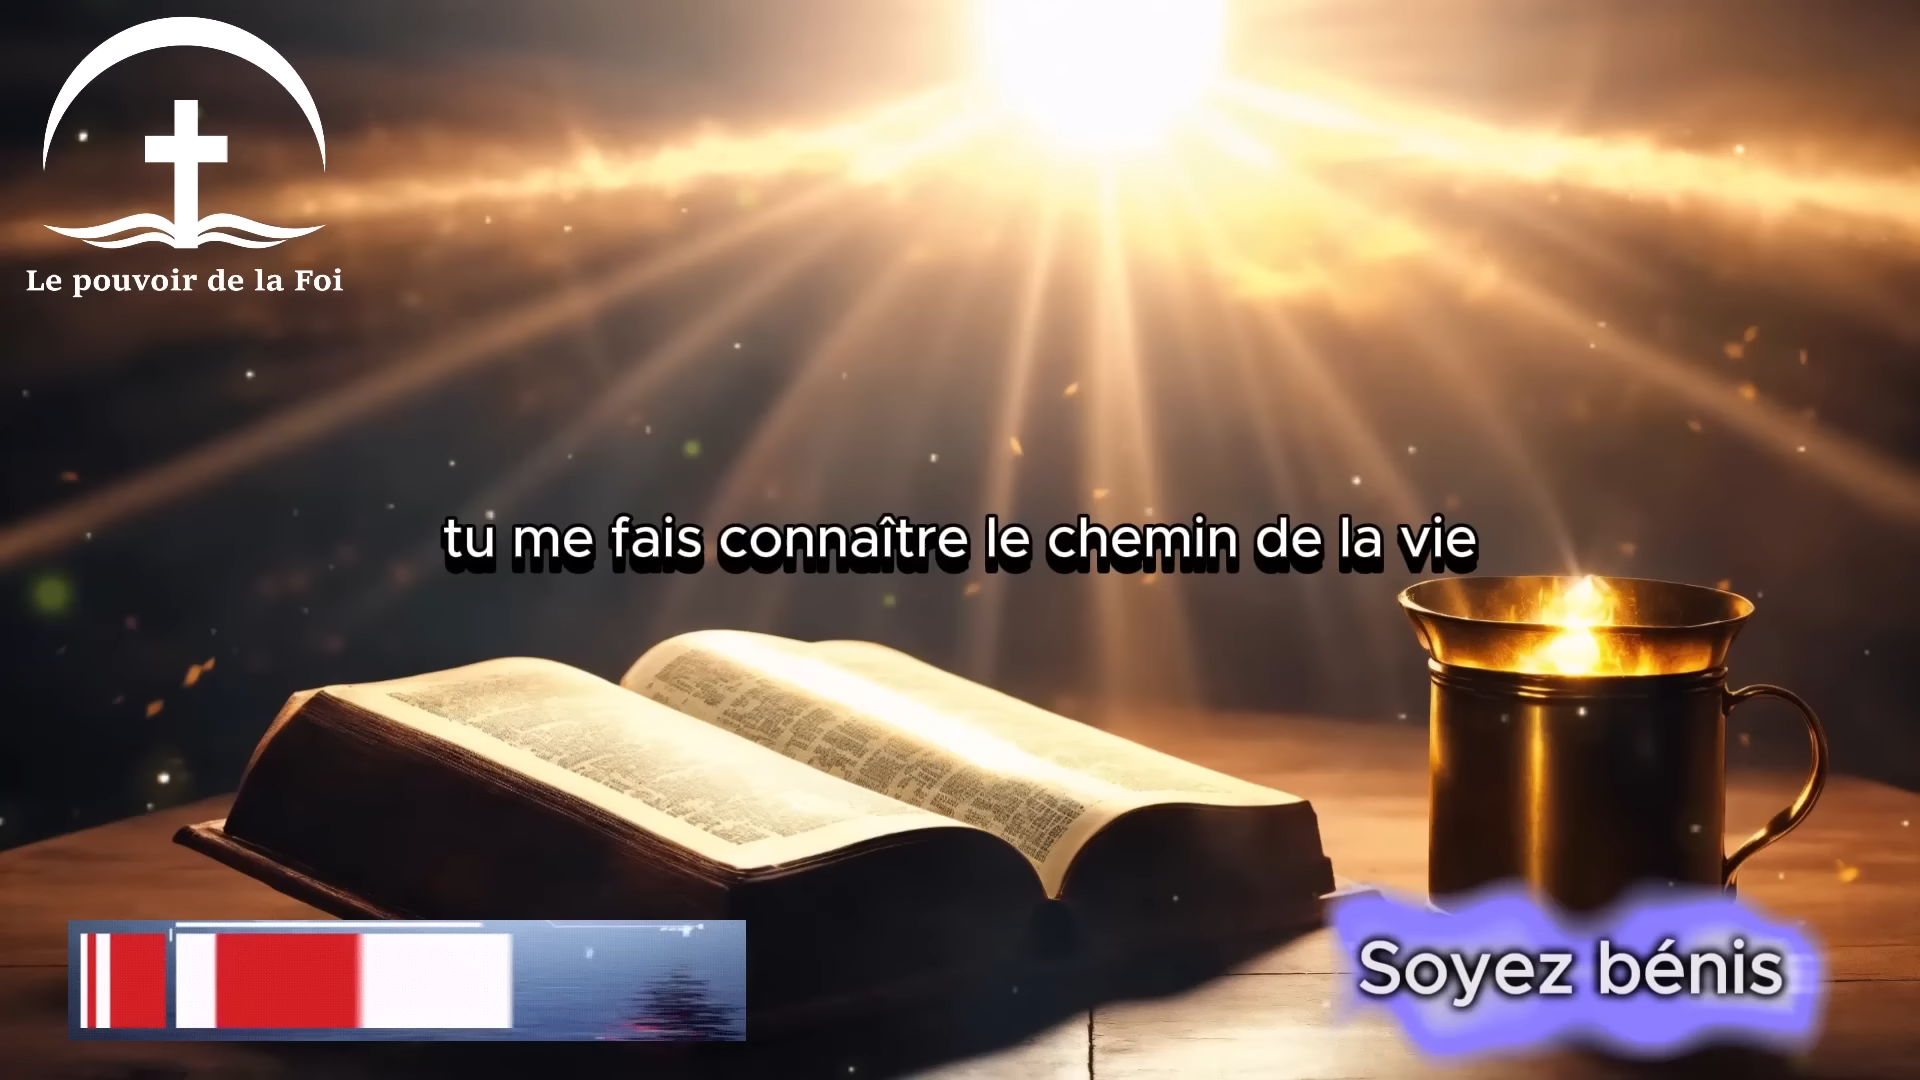 Le pouvoir de la Foi
tu me fais connaître le chemin de la vie
Soyez bénis